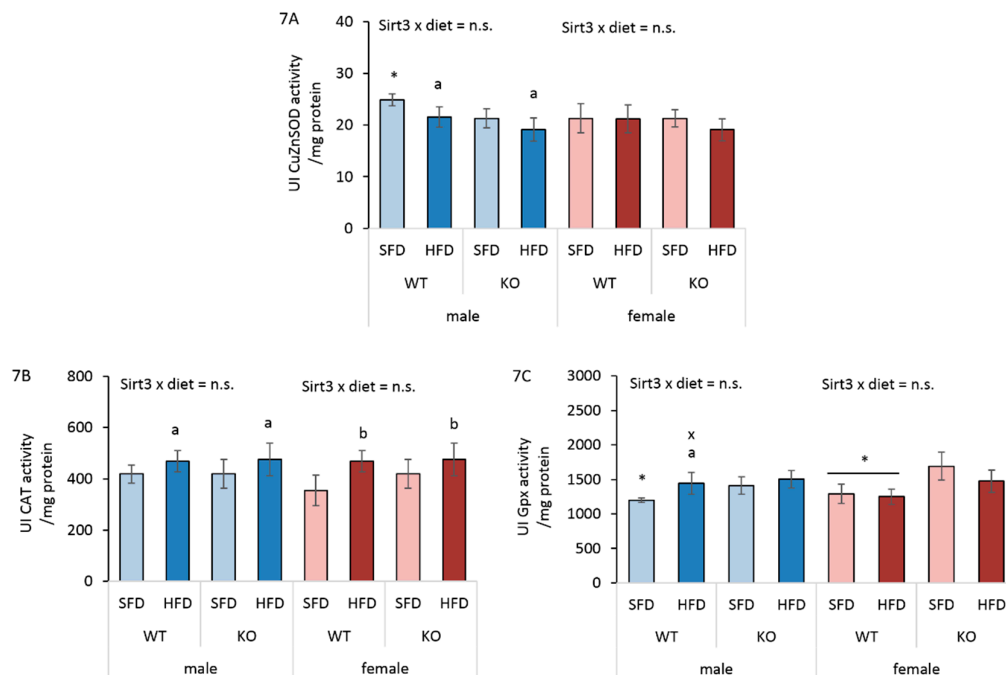 7A
Sirt3 x diet = n.s. Sirt3 x diet = n.s.
UI CuZnSOD activity
/mg protein
40
30
20
10
0
* a a
SFD HFD SFD HFD SFD HFD SFD HFD
WT KO WT KO
male female
7B
Sirt3 x diet = n.s. Sirt3 x diet = n.s.
UI CAT activity
/mg protein
800
600
400
200
0
a a b b
SFD HFD SFD HFD SFD HFD SFD HFD
WT KO WT KO
male female
7C
Sirt3 x diet = n.s. Sirt3 x diet = n.s.
UI Gpx activity
/mg protein
3000
2500
2000
1500
1000
500
0
x
* a *
SFD HFD SFD HFD SFD HFD SFD HFD
WT KO WT KO
male female